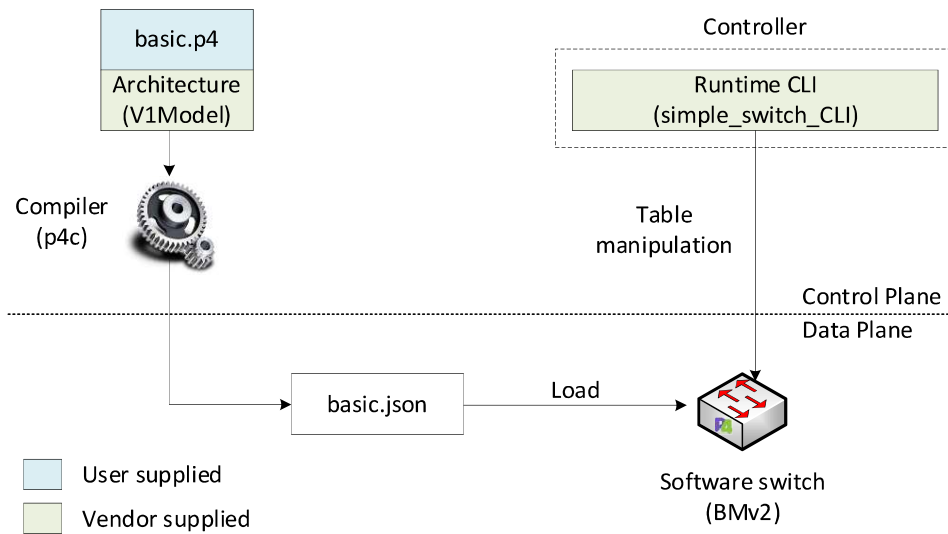 basic.p4
Architecture
(V1Model)
Controller
Runtime CLI
(simple_switch_CLI)
Compiler
(p4c)
Table
manipulation
Control Plane
Data Plane
basic.json
Load
P4
Software switch
(BMv2)
User supplied
Vendor supplied